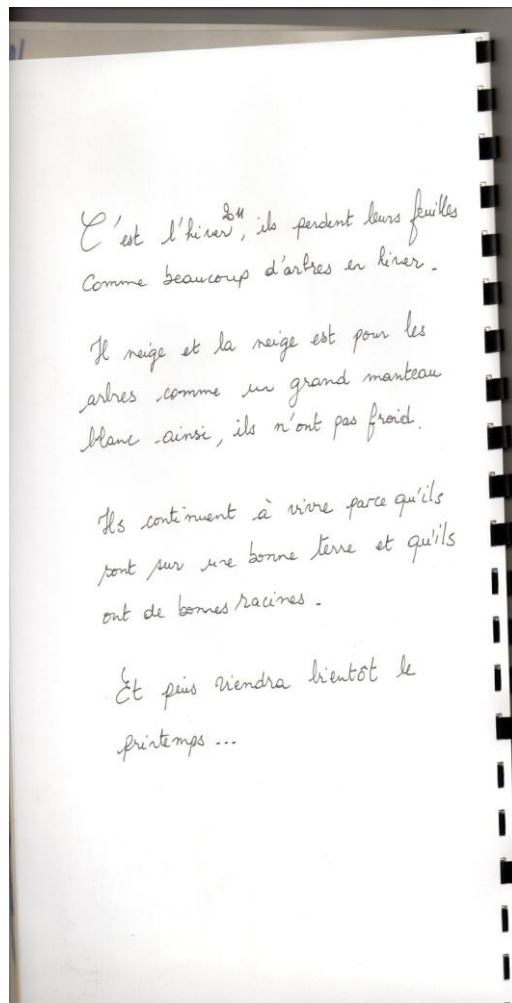 C'est l'hiver 2011, ils perdent leurs feuilles
Comme beaucoup d'arbres en hiver.
Il neige et la neige est pour les
arbres comme un grand manteau
blanc ainsi, ils n'ont pas froid.
Ils continuent à vivre parce qu'ils
sont sur une bonne terre et qu'ils
ont de bonnes racines.
Et puis viendra bientôt le
printemps...